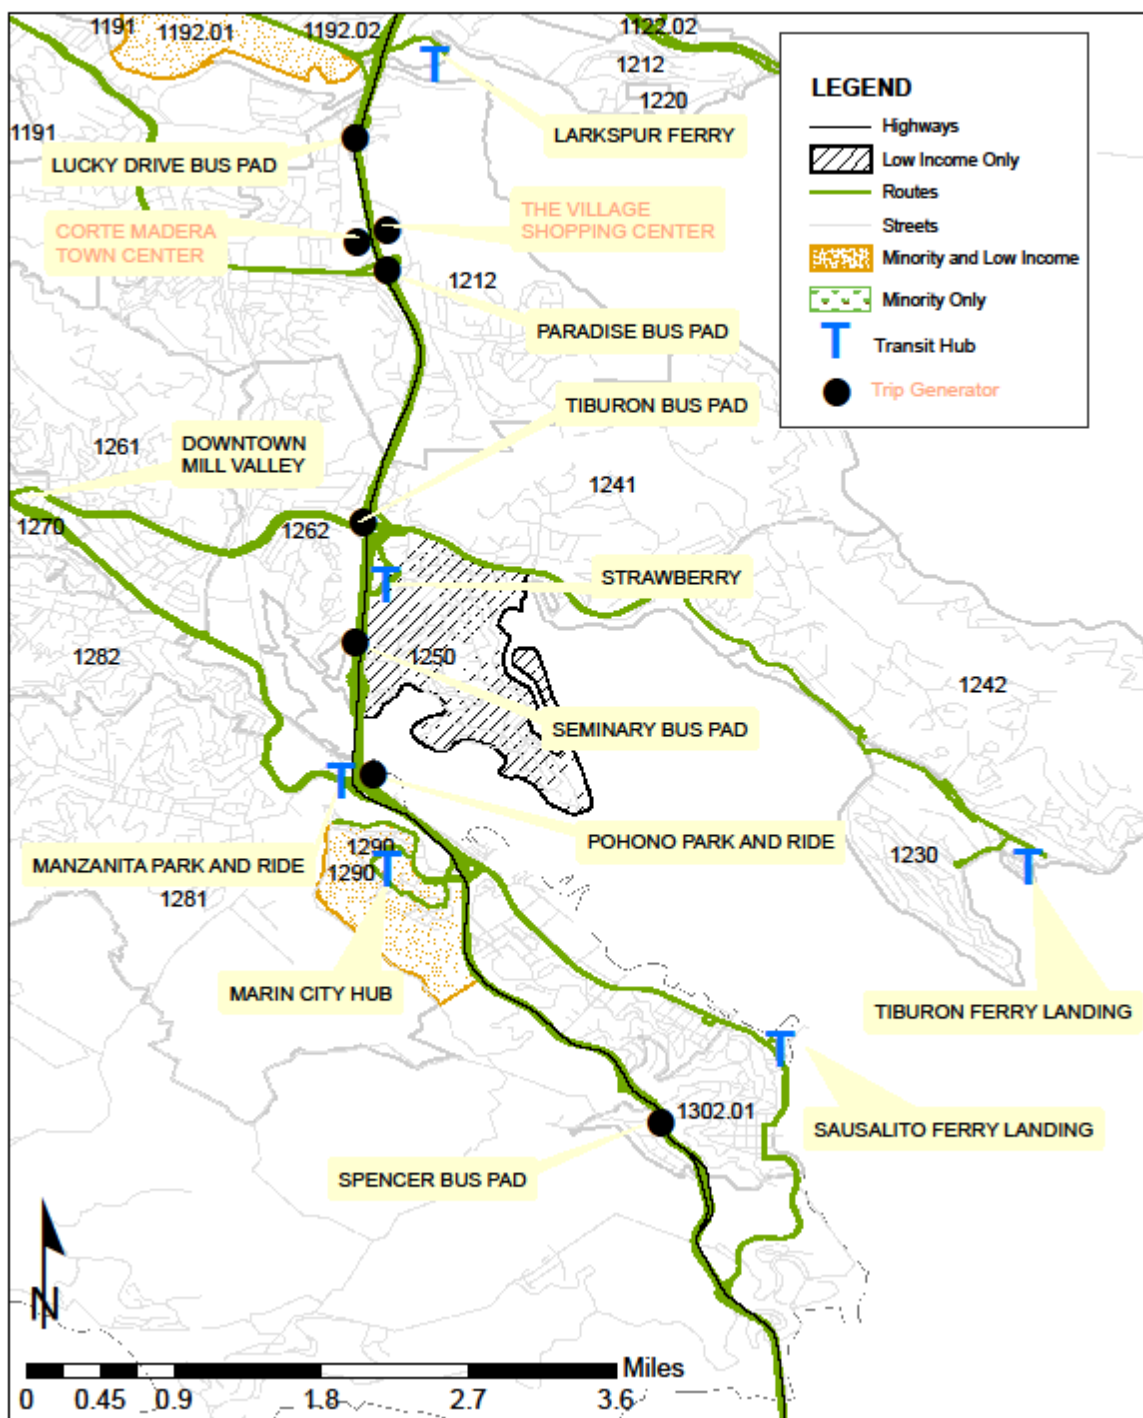 1191
1192.01
1192.02
1122.02
1212
1220
1191
LARKSPUR FERRY
LUCKY DRIVE BUS PAD
THE VILLAGE
SHOPPING CENTER
CORTE MADERA
TOWN CENTER
1212
PARADISE BUS PAD
LEGEND
Highways
Low Income Only
Routes
Streets
Minority and Low Income
Minority Only
T Transit Hub
Trip Generator
TIBURON BUS PAD
1261
DOWNTOWN
MILL VALLEY
1241
1270
1262
STRAWBERRY
1282
1250
1242
SEMINARY BUS PAD
POHONO PARK AND RIDE
MANZANITA PARK AND RIDE
1290
1290
1281
1230
MARIN CITY HUB
TIBURON FERRY LANDING
1302.01
SAUSALITO FERRY LANDING
SPENCER BUS PAD
N
Miles
0 0.45 0.9 1.8 2.7 3.6